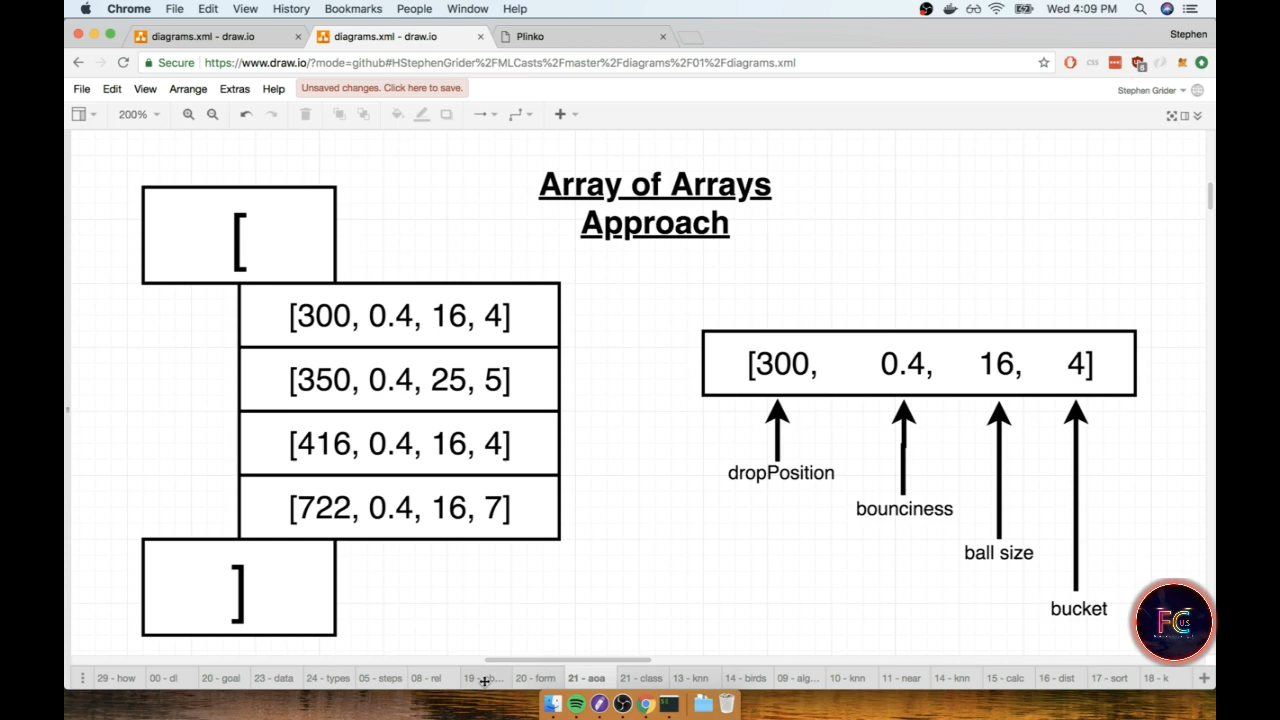 Chrome File Edit View History Bookmarks People Window Help
Wed 4:09 PM
diagrams.xml - draw.io
diagrams.xml - draw.io
Plinko
Stephen
Secure https://www.draw.io/?mode=github#HStephenGrider%2FMLCasts%2Fmaster%2Fdiagrams%2F01%2Fdiagrams.xml
File Edit View Arrange Extras Help Unsaved changes. Click here to save.
Stephen Grider
200%
Array of Arrays
Approach
[
[300, 0.4, 16, 4]
[350, 0.4, 25, 5]
[416, 0.4, 16, 4]
[722, 0.4, 16, 7]
]
[300, 0.4, 16, 4]
dropPosition
bounciness
ball size
bucket
FC
U.S
29 - how 00 - dl 20 - goal 23 - data 24 - types 05 - steps 08 - rel 20 - form 21 - aoa 21 - class 13 - knn 14 - birds 09 - alg... 10 - knn 11 - near 14 - knn 15 - calc 16 - dist 17 - sort 18 - k